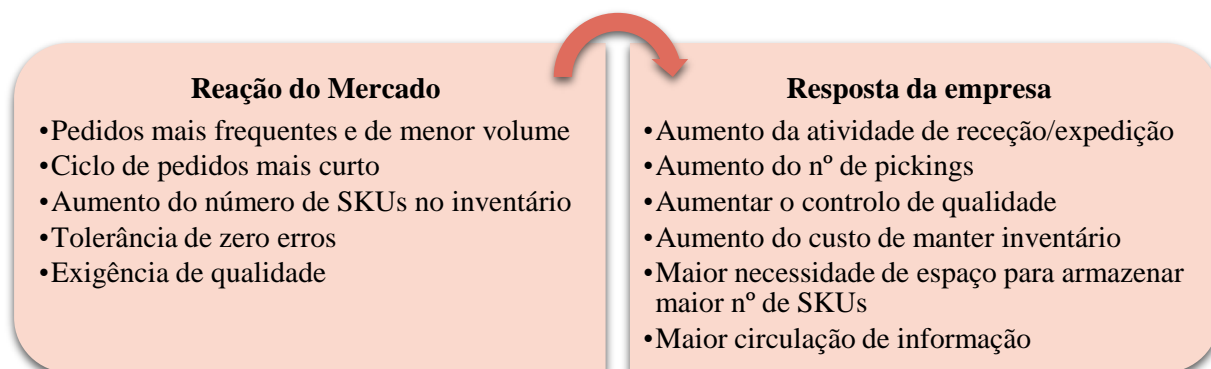 Reação do Mercado
•Pedidos mais frequentes e de menor volume
•Ciclo de pedidos mais curto
•Aumento do número de SKUs no inventário
•Tolerância de zero erros
•Exigência de qualidade
Resposta da empresa
•Aumento da atividade de receção/expedição
•Aumento do nº de pickings
•Aumentar o controlo de qualidade
•Aumento do custo de manter inventário
•Maior necessidade de espaço para armazenar
maior nº de SKUs
•Maior circulação de informação